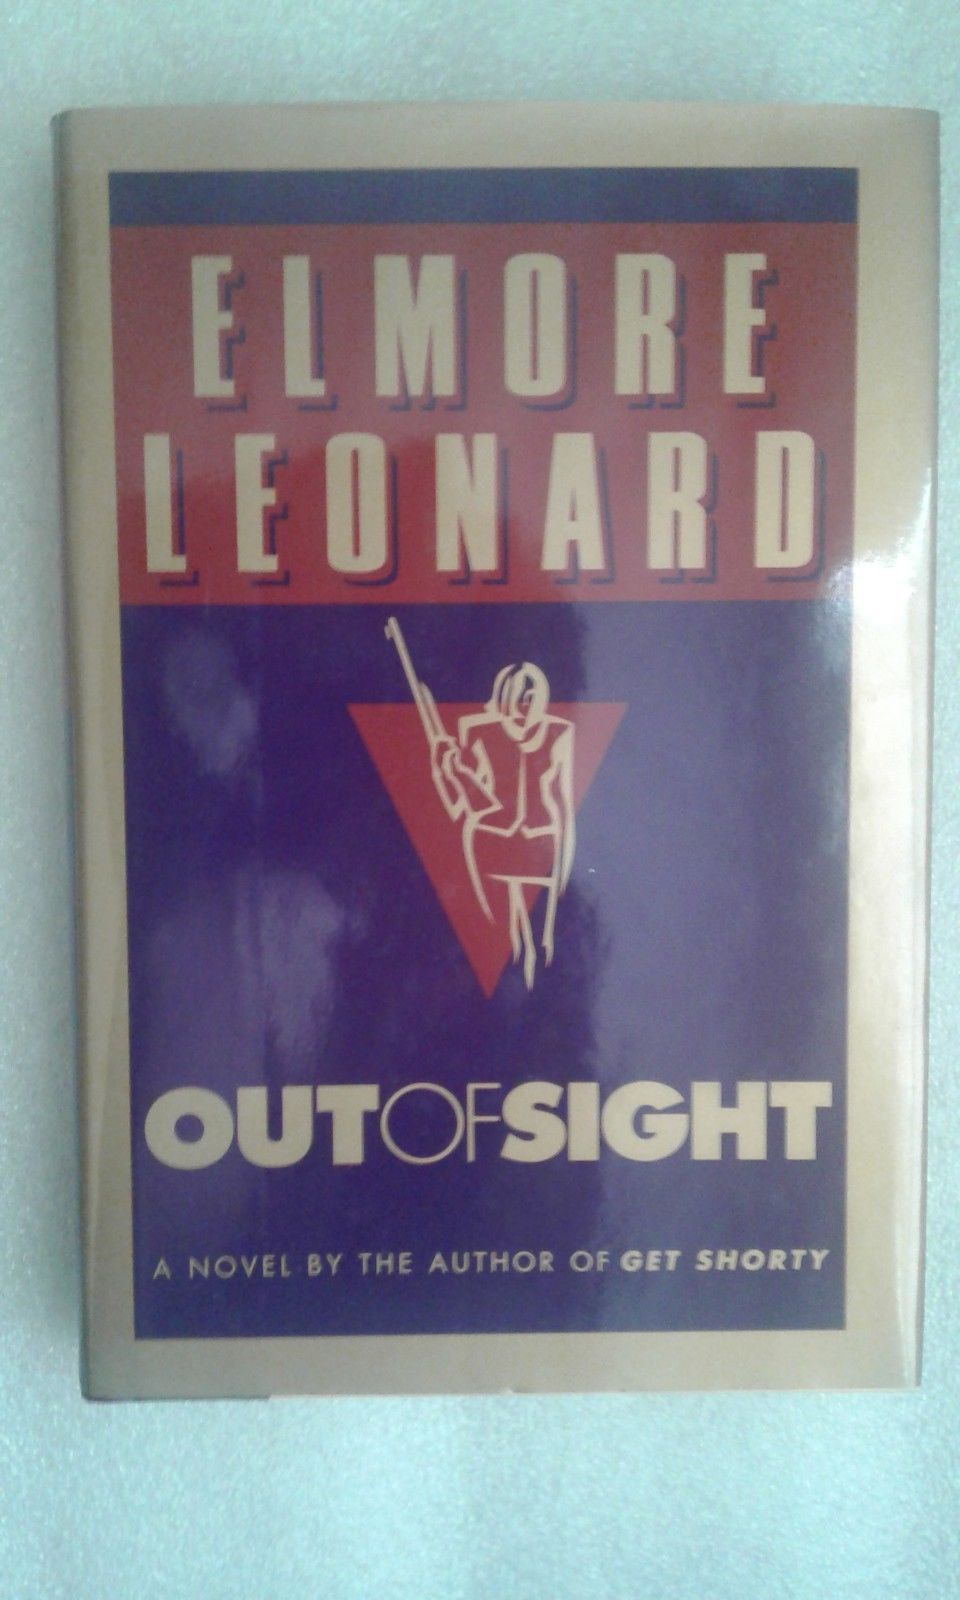 ELMORE
LEONARD
OUTOFSIGHT
A NOVEL BY THE AUTHOR OF GET SHORTY